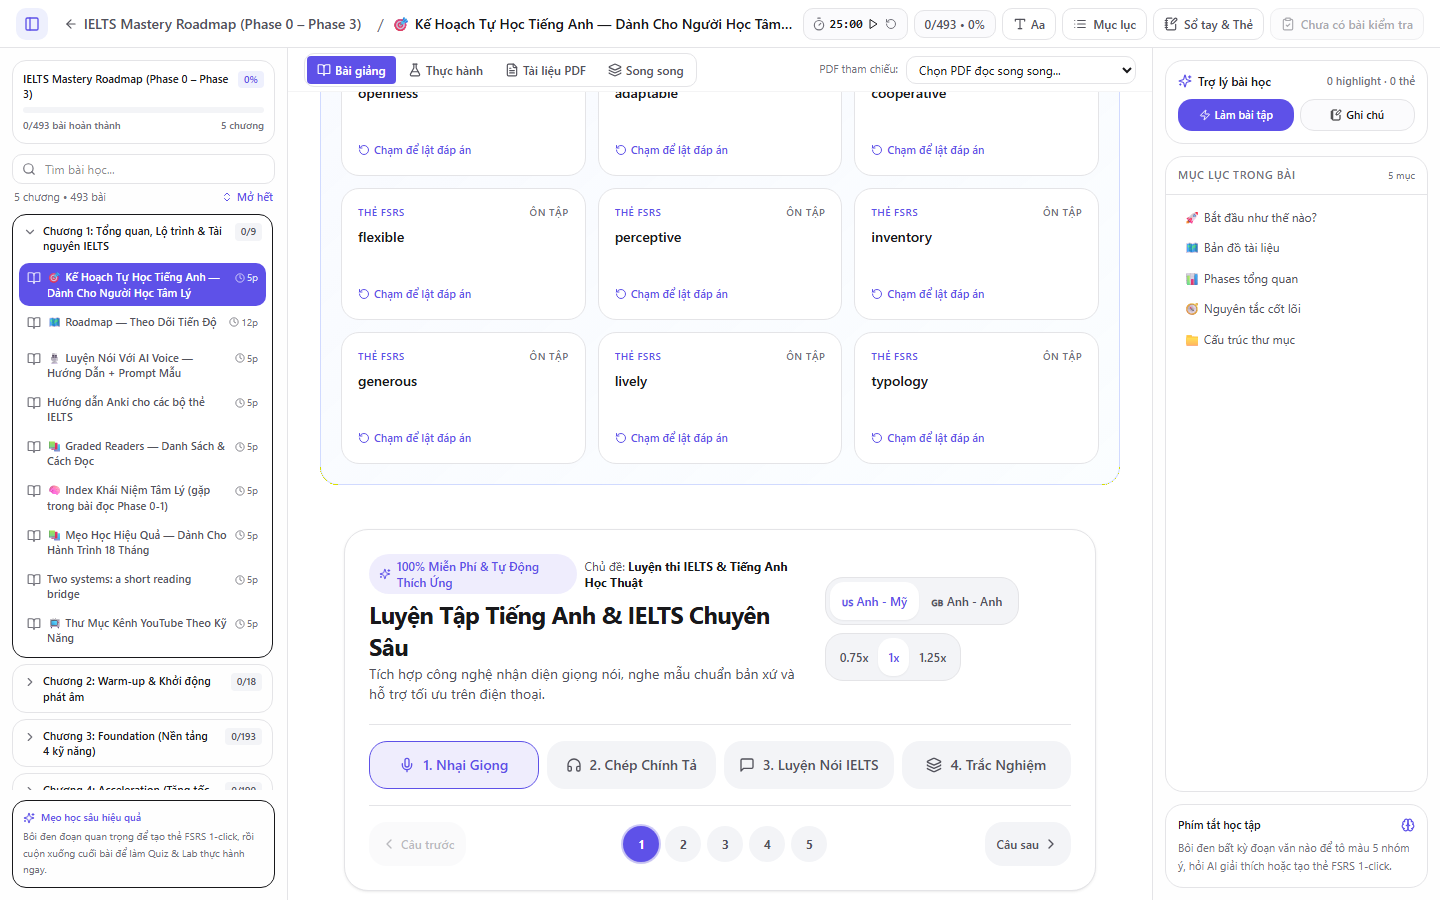 IELTS Mastery Roadmap (Phase 0 – Phase 3) / 🎯 Kế Hoạch Tự Học Tiếng Anh — Dành Cho Người Học Tâm...
25:00
0/493 • 0%
Aa
Mục lục
Sổ tay & Thẻ
Chưa có bài kiểm tra
IELTS Mastery Roadmap (Phase 0 – Phase 3)
0%
0/493 bài hoàn thành
5 chương
Tìm bài học...
5 chương • 493 bài
Mở hết
Chương 1: Tổng quan, Lộ trình & Tài nguyên IELTS
0/9
🎯 Kế Hoạch Tự Học Tiếng Anh — Dành Cho Người Học Tâm Lý
5p
Roadmap — Theo Dõi Tiến Độ
12p
Luyện Nói Với AI Voice — Hướng Dẫn + Prompt Mẫu
5p
Hướng dẫn Anki cho các bộ thẻ IELTS
5p
Graded Readers — Danh Sách & Cách Đọc
5p
Index Khái Niệm Tâm Lý (gặp trong bài đọc Phase 0-1)
5p
Mẹo Học Hiệu Quả — Dành Cho Hành Trình 18 Tháng
5p
Two systems: a short reading bridge
5p
Thư Mục Kênh YouTube Theo Kỹ Năng
5p
Chương 2: Warm-up & Khởi động phát âm
0/18
Chương 3: Foundation (Nền tảng 4 kỹ năng)
0/193
Chương 4: Acceleration (Tăng tốc
Mẹo học sâu hiệu quả
Bôi đen đoạn quan trọng để tạo thẻ FSRS 1-click, rồi
cuộn xuống cuối bài để làm Quiz & Lab thực hành
ngay.
Bài giảng
Thực hành
Tài liệu PDF
Song song
PDF tham chiếu:
Chọn PDF đọc song song...
openness
adaptable
cooperative
Chạm để lật đáp án
Chạm để lật đáp án
Chạm để lật đáp án
THẺ FSRS ÔN TẬP
THẺ FSRS ÔN TẬP
THẺ FSRS ÔN TẬP
flexible
perceptive
inventory
Chạm để lật đáp án
Chạm để lật đáp án
Chạm để lật đáp án
THẺ FSRS ÔN TẬP
THẺ FSRS ÔN TẬP
THẺ FSRS ÔN TẬP
generous
lively
typology
Chạm để lật đáp án
Chạm để lật đáp án
Chạm để lật đáp án
100% Miễn Phí & Tự Động
Thích Ứng
Chủ đề: Luyện thi IELTS & Tiếng Anh
Học Thuật
Luyện Tập Tiếng Anh & IELTS Chuyên
Sâu
Tích hợp công nghệ nhận diện giọng nói, nghe mẫu chuẩn bản xứ và
hỗ trợ tối ưu trên điện thoại.
US Anh - Mỹ
GB Anh - Anh
0.75x
1x
1.25x
1. Nhại Giọng
2. Chép Chính Tả
3. Luyện Nói IELTS
4. Trắc Nghiệm
Câu trước
1
2
3
4
5
Câu sau
Trợ lý bài học
0 highlight · 0 thẻ
Làm bài tập
Ghi chú
MỤC LỤC TRONG BÀI
5 mục
🚀 Bắt đầu như thế nào?
Bản đồ tài liệu
📊 Phases tổng quan
🧭 Nguyên tắc cốt lõi
📁 Cấu trúc thư mục
Phím tắt học tập
Bôi đen bất kỳ đoạn văn nào để tô màu 5 nhóm
ý, hỏi AI giải thích hoặc tạo thẻ FSRS 1-click.